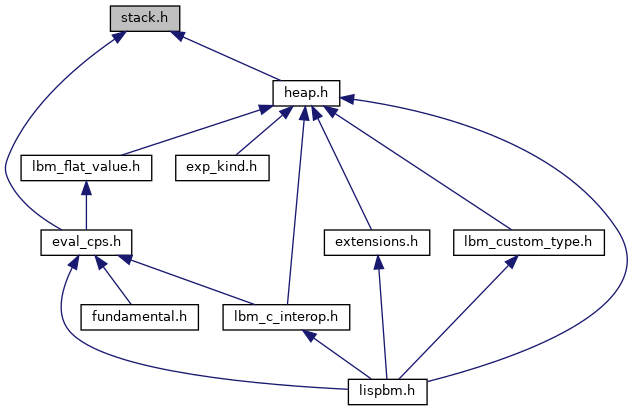 stack.h
heap.h
lbm_flat_value.h
exp_kind.h
eval_cps.h
extensions.h
lbm_custom_type.h
fundamental.h
lbm_c_interop.h
lispbm.h